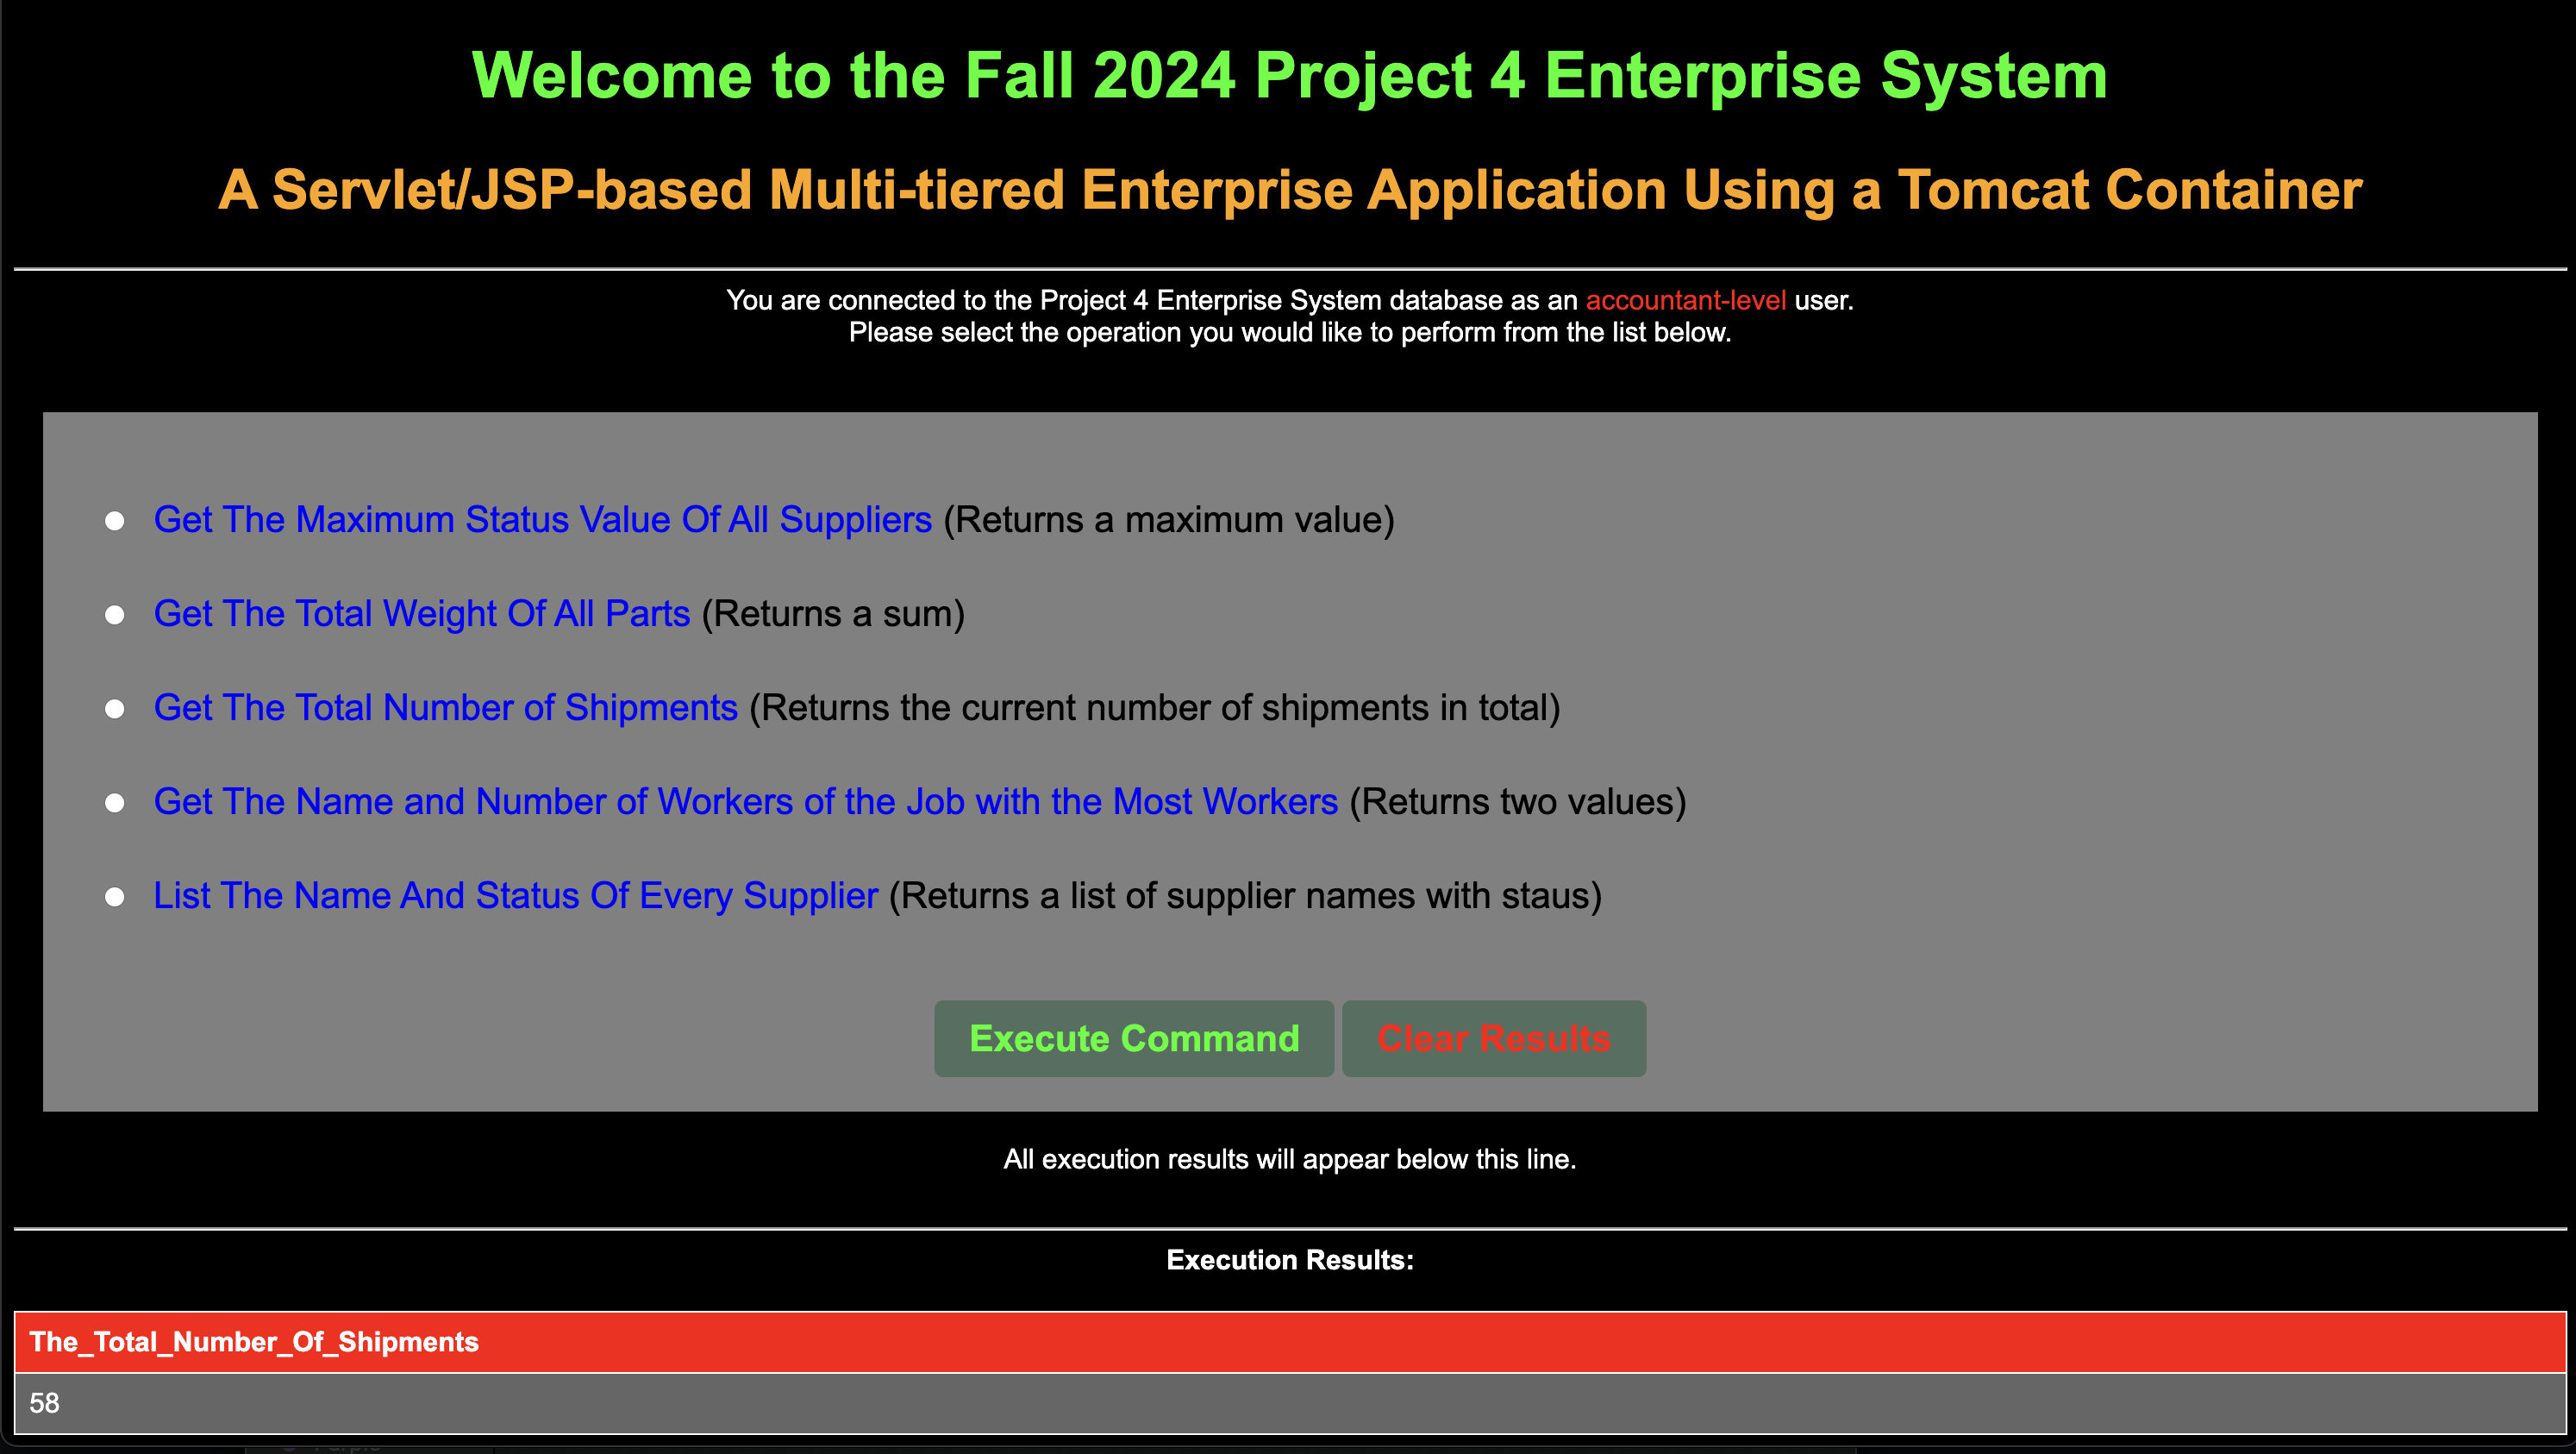 Welcome to the Fall 2024 Project 4 Enterprise System
A Servlet/JSP-based Multi-tiered Enterprise Application Using a Tomcat Container
You are connected to the Project 4 Enterprise System database as an accountant-level user.
Please select the operation you would like to perform from the list below.
Get The Maximum Status Value Of All Suppliers (Returns a maximum value)
Get The Total Weight Of All Parts (Returns a sum)
Get The Total Number of Shipments (Returns the current number of shipments in total)
Get The Name and Number of Workers of the Job with the Most Workers (Returns two values)
List The Name And Status Of Every Supplier (Returns a list of supplier names with staus)
Execute Command Clear Results
All execution results will appear below this line.
Execution Results:
The_Total_Number_Of_Shipments
58